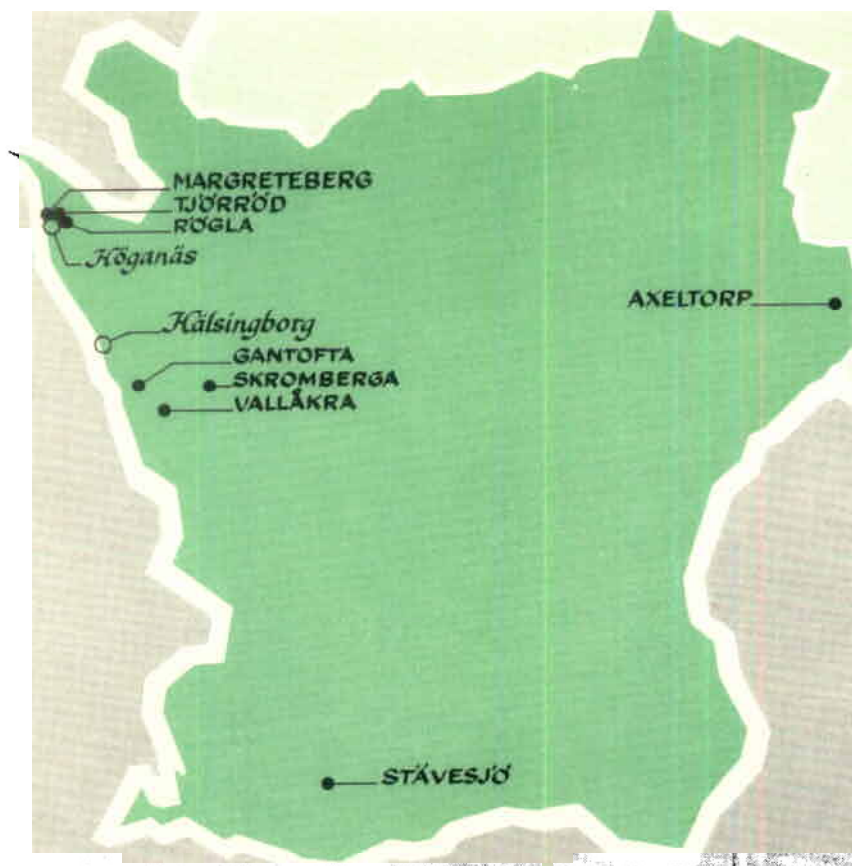 MARGRETEBERG
TJÖRRÖD
RÖGLA
Höganäs
AXELTORP
Hälsingborg
GANTOFTA
SKROMBERGA
VALLÅKRA
STÄVESJÖ